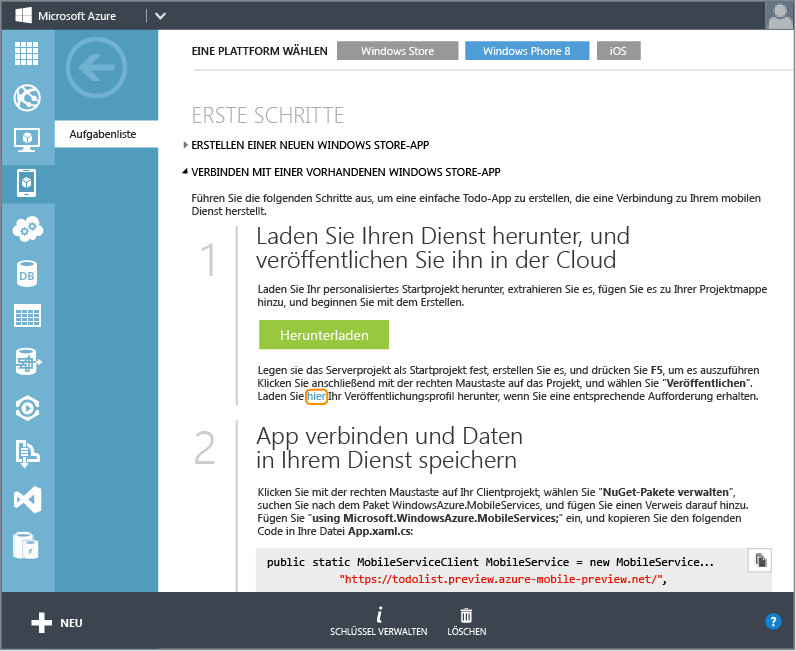 Microsoft Azure
EINE PLATTFORM WÄHLEN
Windows Store
Windows Phone 8
iOS
Aufgabenliste
ERSTE SCHRITTE
ERSTELLEN EINER NEUEN WINDOWS STORE-APP
VERBINDEN MIT EINER VORHANDENEN WINDOWS STORE-APP
Führen Sie die folgenden Schritte aus, um eine einfache Todo-App zu erstellen, die eine Verbindung zu Ihrem mobilen
Dienst herstellt.
1
Laden Sie Ihren Dienst herunter, und
veröffentlichen Sie ihn in der Cloud
Laden Sie Ihr personalisiertes Startprojekt herunter, extrahieren Sie es, fügen Sie es zu Ihrer Projektmappe
hinzu, und beginnen Sie mit dem Erstellen.
Herunterladen
Legen sie das Serverprojekt als Startprojekt fest, erstellen Sie es, und drücken Sie F5, um es auszuführen
Klicken Sie anschließend mit der rechten Maustaste auf das Projekt, und wählen Sie "Veröffentlichen".
Laden Sie hier Ihr Veröffentlichungsprofil herunter, wenn Sie eine entsprechende Aufforderung erhalten.
2
App verbinden und Daten
in Ihrem Dienst speichern
Klicken Sie mit der rechten Maustaste auf Ihr Clientprojekt, wählen Sie "NuGet-Pakete verwalten",
suchen Sie nach dem Paket WindowsAzure.MobileServices, und fügen Sie einen Verweis darauf hinzu.
Fügen Sie "using Microsoft.WindowsAzure.MobileServices;" ein, und kopieren Sie den folgenden
Code in Ihre Datei App.xaml.cs:
public static MobileServiceClient MobileService = new MobileService...
"https://todolist.preview.azure-mobile-preview.net/",
DB
NEU
SCHLÜSSEL VERWALTEN
LÖSCHEN
?